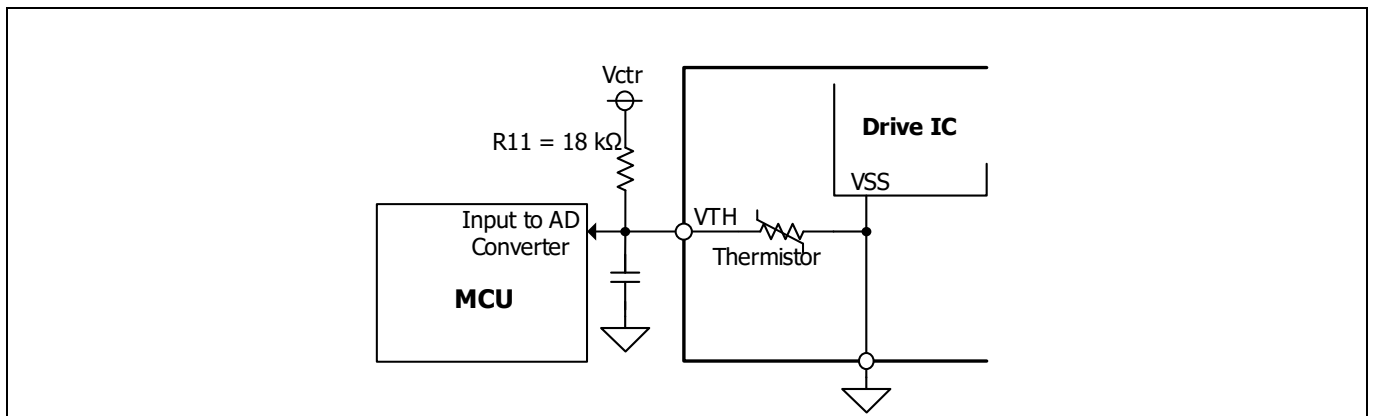 Vctr
R11 = 18 kΩ
Drive IC
VSS
Input to AD
Converter
VTH
Thermistor
MCU